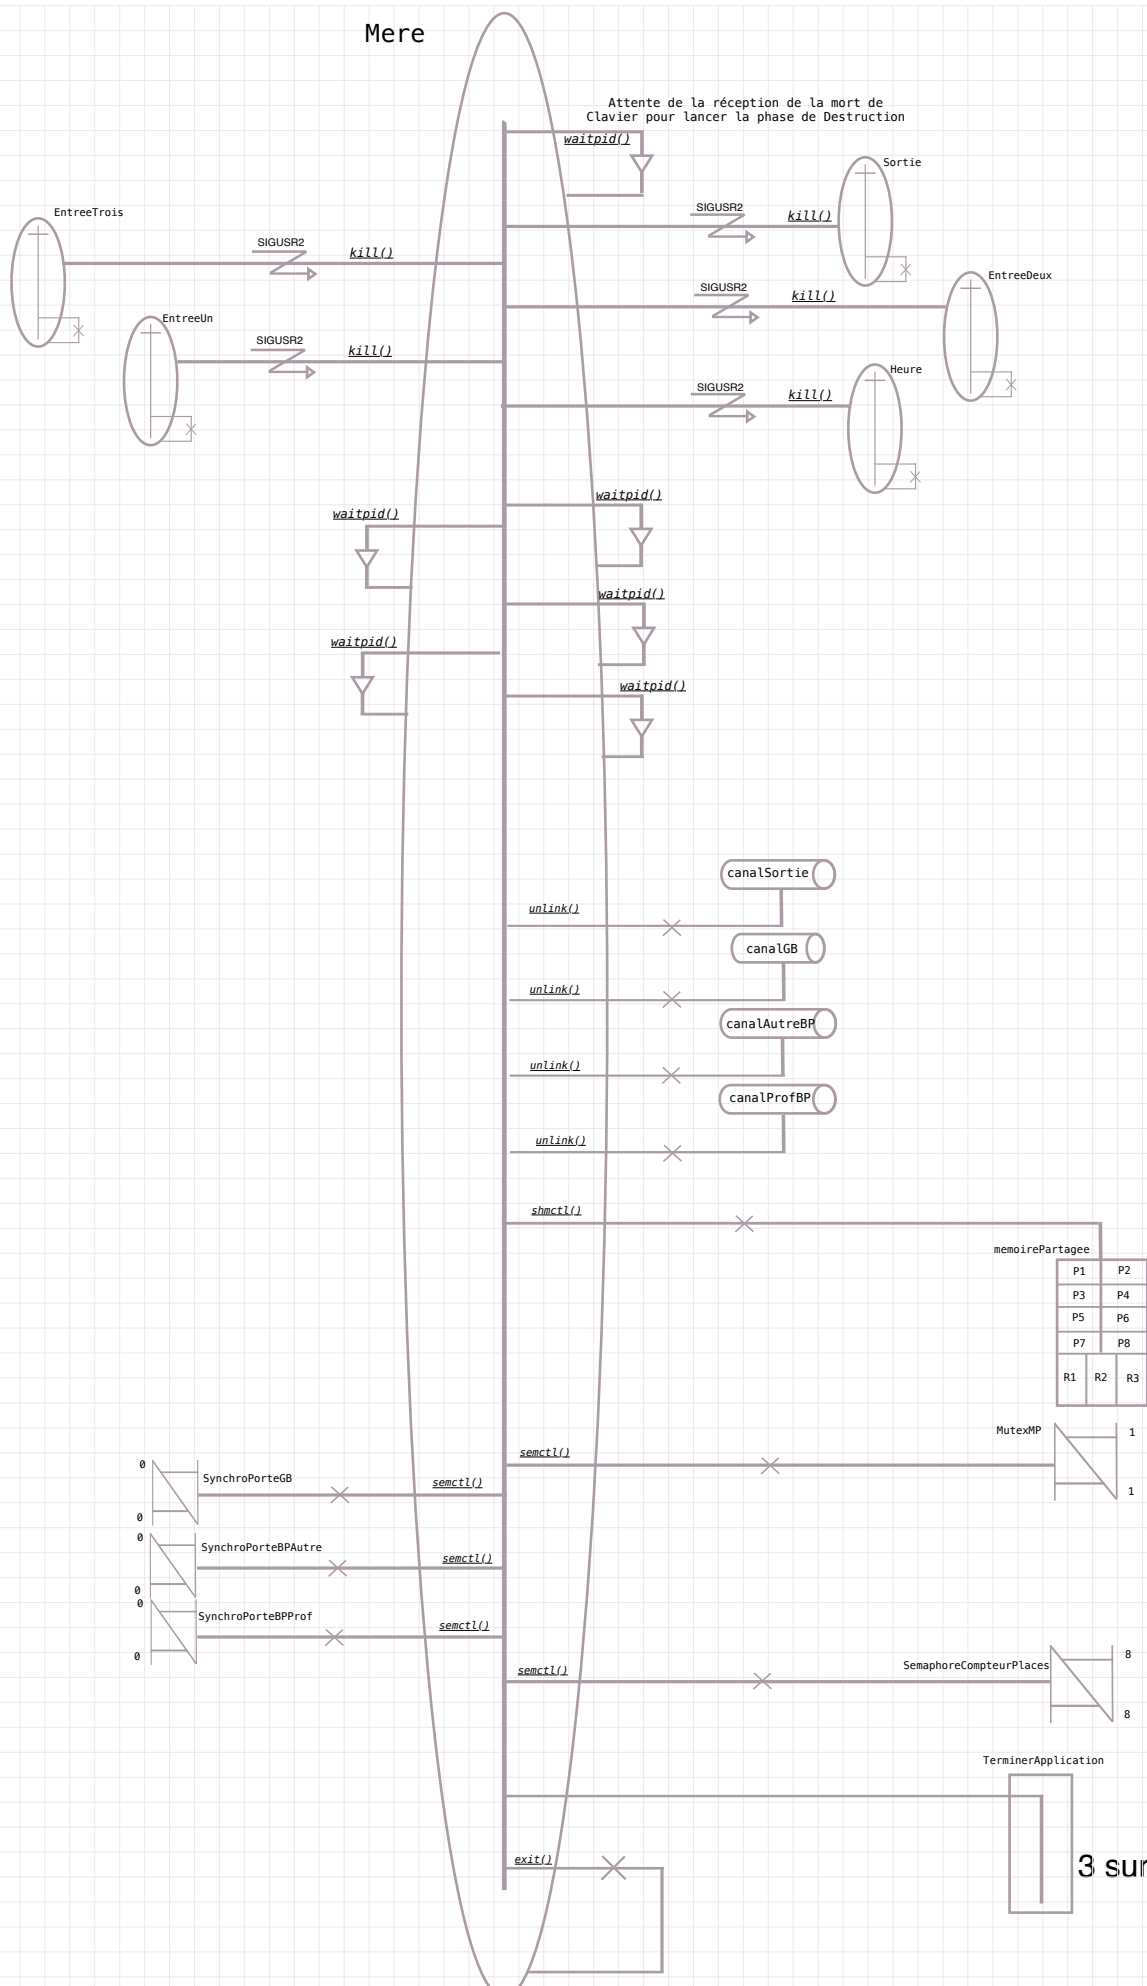 Mere
Attente de la réception de la mort de
Clavier pour lancer la phase de Destruction
waitpid()
Sortie
SIGUSR2
kill()
EntreeTrois
SIGUSR2
kill()
EntreeDeux
SIGUSR2
kill()
EntreeUn
SIGUSR2
kill()
Heure
SIGUSR2
kill()
waitpid()
waitpid()
waitpid()
waitpid()
waitpid()
canalSortie
unlink()
canalGB
unlink()
canalAutreBP
unlink()
canalProfBP
unlink()
shmctl()
memoirePartagee
P1 P2
P3 P4
P5 P6
P7 P8
R1 R2 R3
MutexMP
1
semctl()
1
0
SynchroPorteGB
semctl()
0
0
SynchroPorteBPAutre
semctl()
0
0
SynchroPorteBPProf
semctl()
0
SemaphoreCompteurPlaces
8
semctl()
8
TerminerApplication
exit()
3 sur